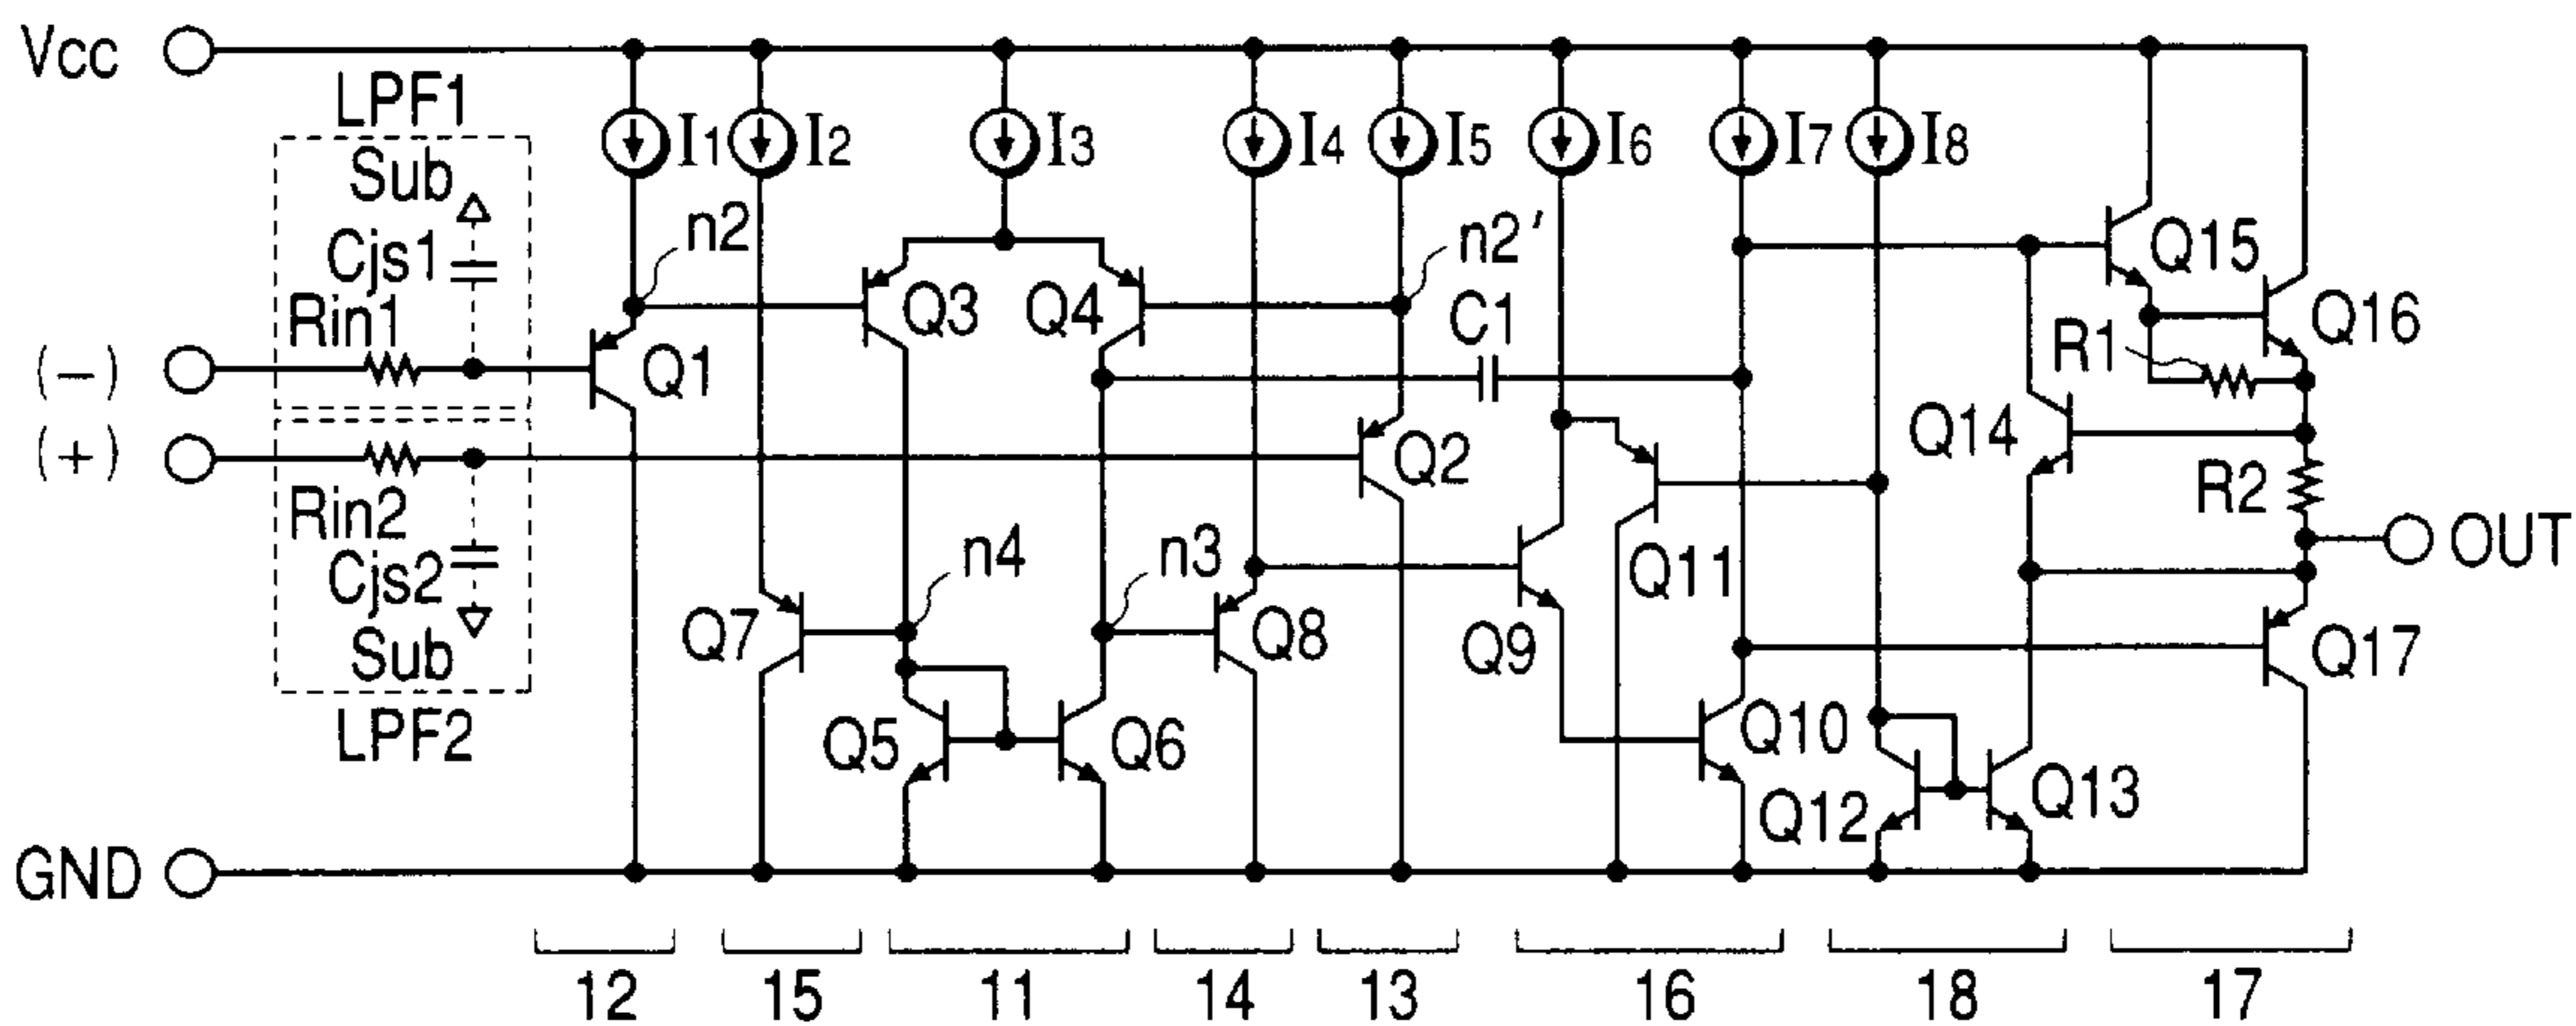 Vcc
LPF1
Sub
Cjs1
Rin1
(−)
(+)
Rin2
Cjs2
Sub
LPF2
GND
I1
I2
I3
I4
I5
I6
I7
I8
n2
n2'
Q1
Q3
Q4
C1
Q2
Q15
Q16
R1
Q14
R2
OUT
n4
n3
Q7
Q8
Q9
Q11
Q17
Q5
Q6
Q10
Q12
Q13
12
15
11
14
13
16
18
17